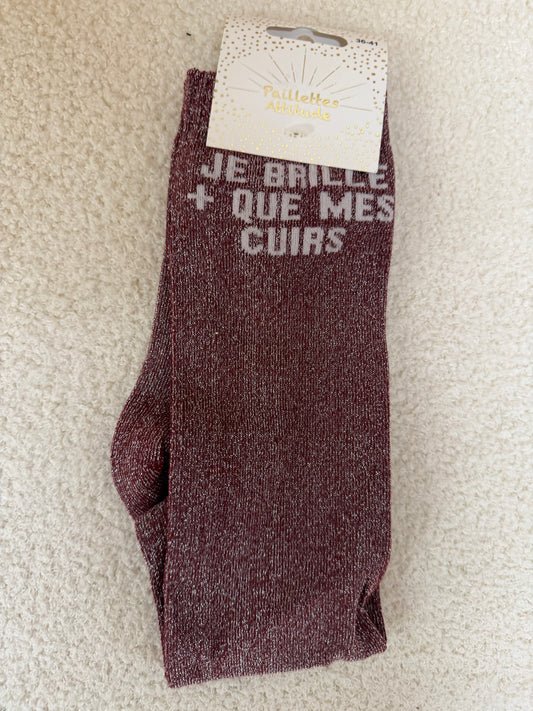 36-41
Paillettes
Attitude
JE BRILLE
+ QUE MES
CUIRS